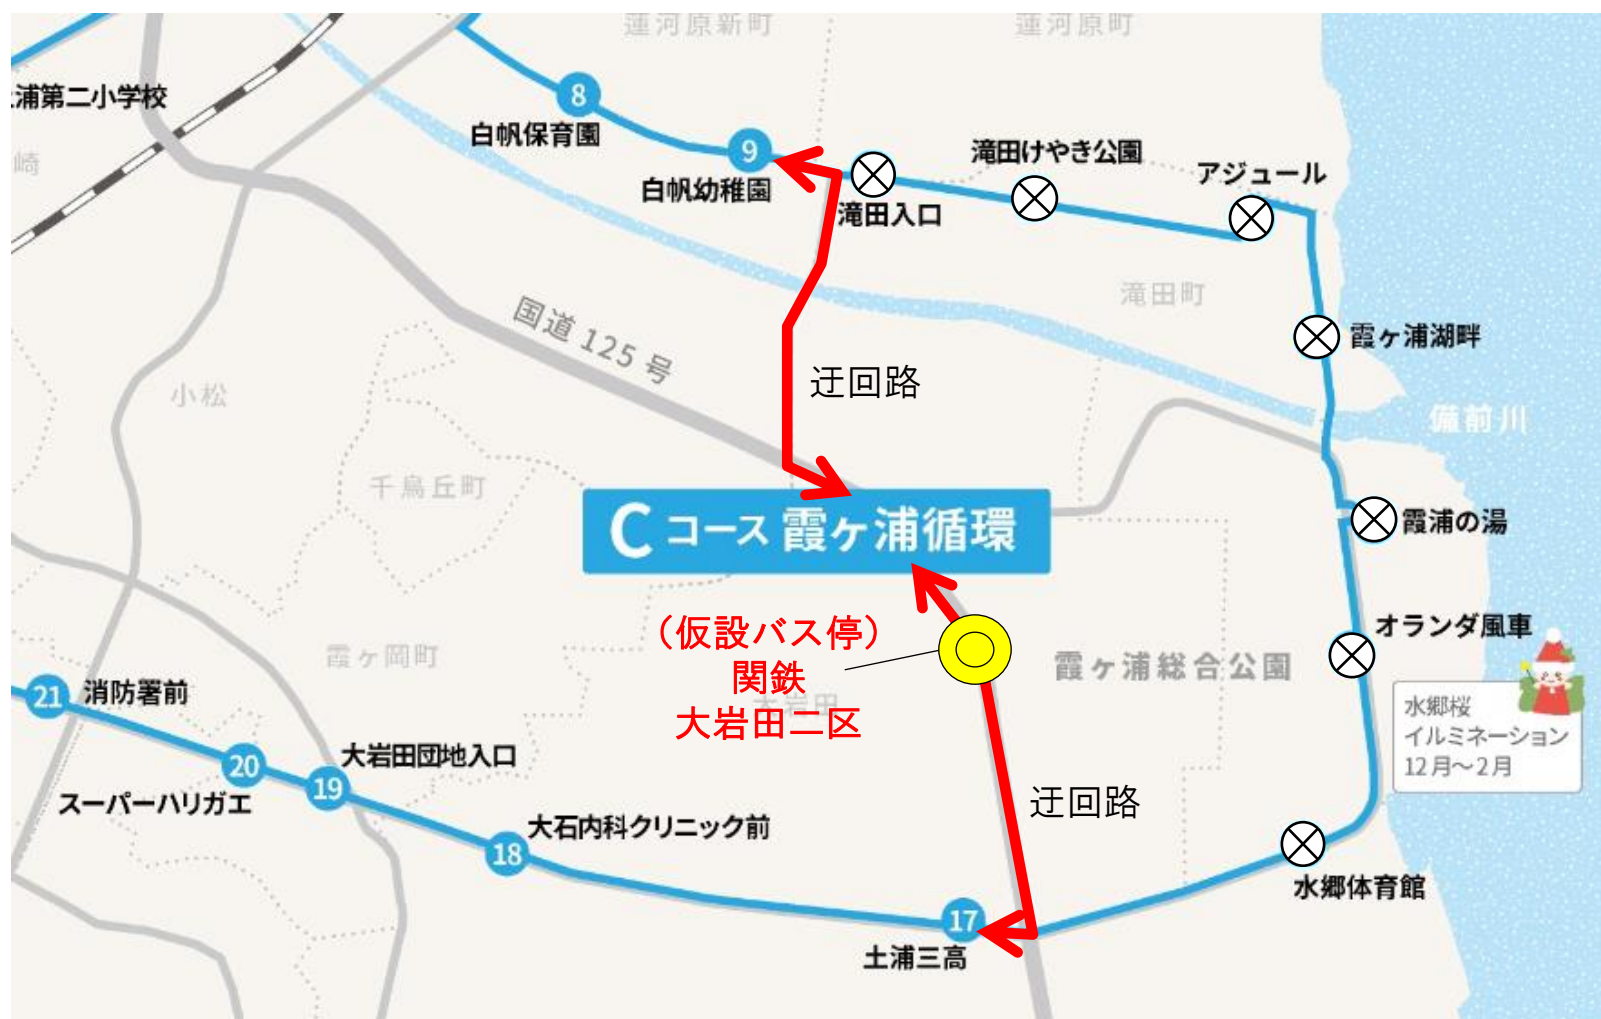 蓮河原新町
蓮河原町
浦第二小学校
崎
8
白帆保育園
9
白帆幼稚園
滝田入口
滝田けやき公園
アジュール
滝田町
国道 125 号
霞ヶ浦湖畔
迂回路
小松
備前川
千鳥丘町
C コース 霞ヶ浦循環
霞浦の湯
(仮設バス停)
関鉄
大岩田二区
大岩田
オランダ風車
霞ヶ浦総合公園
霞ヶ岡町
水郷桜
イルミネーション
12月～2月
21
消防署前
20
スーパーハリガエ
19
大岩田団地入口
18
大石内科クリニック前
迂回路
水郷体育館
17
土浦三高